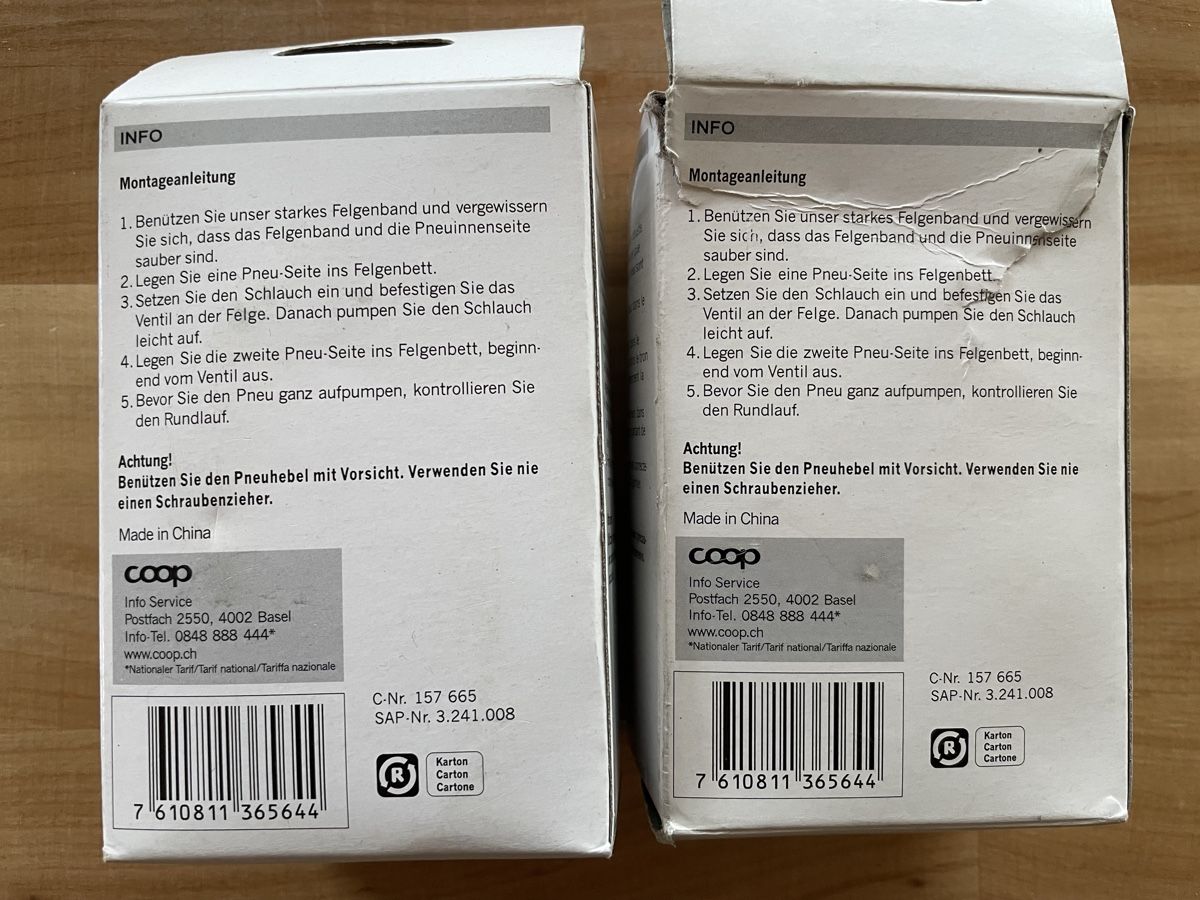 INFO
Montageanleitung
1. Benützen Sie unser starkes Felgenband und vergewissern
Sie sich, dass das Felgenband und die Pneuinnenseite
sauber sind.
2. Legen Sie eine Pneu-Seite ins Felgenbett.
3. Setzen Sie den Schlauch ein und befestigen Sie das
Ventil an der Felge. Danach pumpen Sie den Schlauch
leicht auf.
4. Legen Sie die zweite Pneu-Seite ins Felgenbett, beginn-
end vom Ventil aus.
5. Bevor Sie den Pneu ganz aufpumpen, kontrollieren Sie
den Rundlauf.
Achtung!
Benützen Sie den Pneuhebel mit Vorsicht. Verwenden Sie nie
einen Schraubenzieher.
Made in China
coop
Info Service
Postfach 2550, 4002 Basel
Info-Tel. 0848 888 444*
www.coop.ch
*Nationaler Tarif/Tarif national/Tariffa nazionale
C-Nr. 157 665
SAP-Nr. 3.241.008
R
Karton
Carton
Cartone
7 610811 365644
INFO
Montageanleitung
1. Benützen Sie unser starkes Felgenband und vergewissern
Sie sich, dass das Felgenband und die Pneuinnenseite
sauber sind.
2. Legen Sie eine Pneu-Seite ins Felgenbett.
3. Setzen Sie den Schlauch ein und befestigen Sie das
Ventil an der Felge. Danach pumpen Sie den Schlauch
leicht auf.
4. Legen Sie die zweite Pneu-Seite ins Felgenbett, beginn-
end vom Ventil aus.
5. Bevor Sie den Pneu ganz aufpumpen, kontrollieren Sie
den Rundlauf.
Achtung!
Benützen Sie den Pneuhebel mit Vorsicht. Verwenden Sie nie
einen Schraubenzieher.
Made in China
coop
Info Service
Postfach 2550, 4002 Basel
Info-Tel. 0848 888 444*
www.coop.ch
*Nationaler Tarif/Tarif national/Tariffa nazionale
C-Nr. 157 665
SAP-Nr. 3.241.008
R
Karton
Carton
Cartone
7 610811 365644